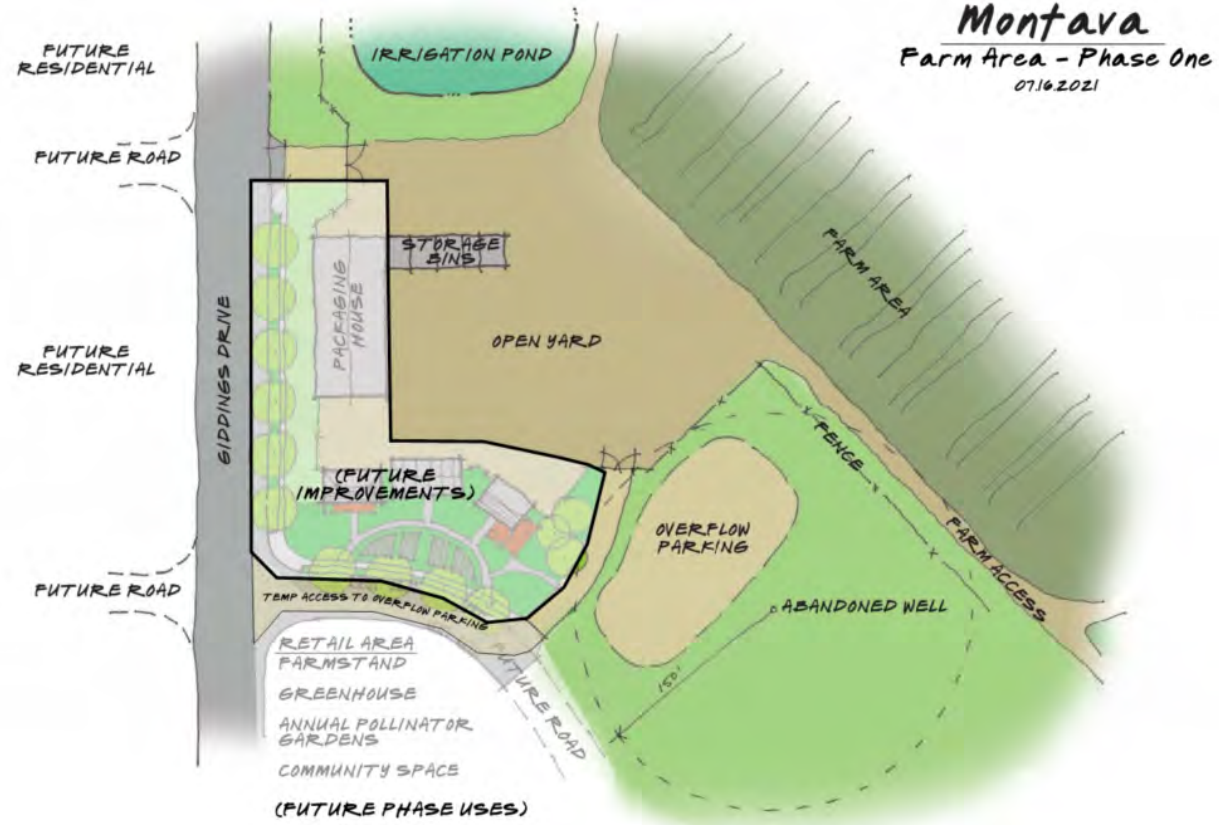 Montava
Farm Area - Phase One
07.16.2021
FUTURE
RESIDENTIAL
IRRIGATION POND
FUTURE ROAD
STORAGE
BINS
PACKAGING
HOUSE
FARM AREA
GIDDINGS DRIVE
OPEN YARD
FUTURE
RESIDENTIAL
FENCE
(FUTURE
IMPROVEMENTS)
OVERFLOW
PARKING
FARM ACCESS
FUTURE ROAD
TEMP ACCESS TO OVERFLOW PARKING
ABANDONED WELL
150'
RETAIL AREA
FARMSTAND
GREENHOUSE
ANNUAL POLLINATOR
GARDENS
COMMUNITY SPACE
FUTURE ROAD
(FUTURE PHASE USES)